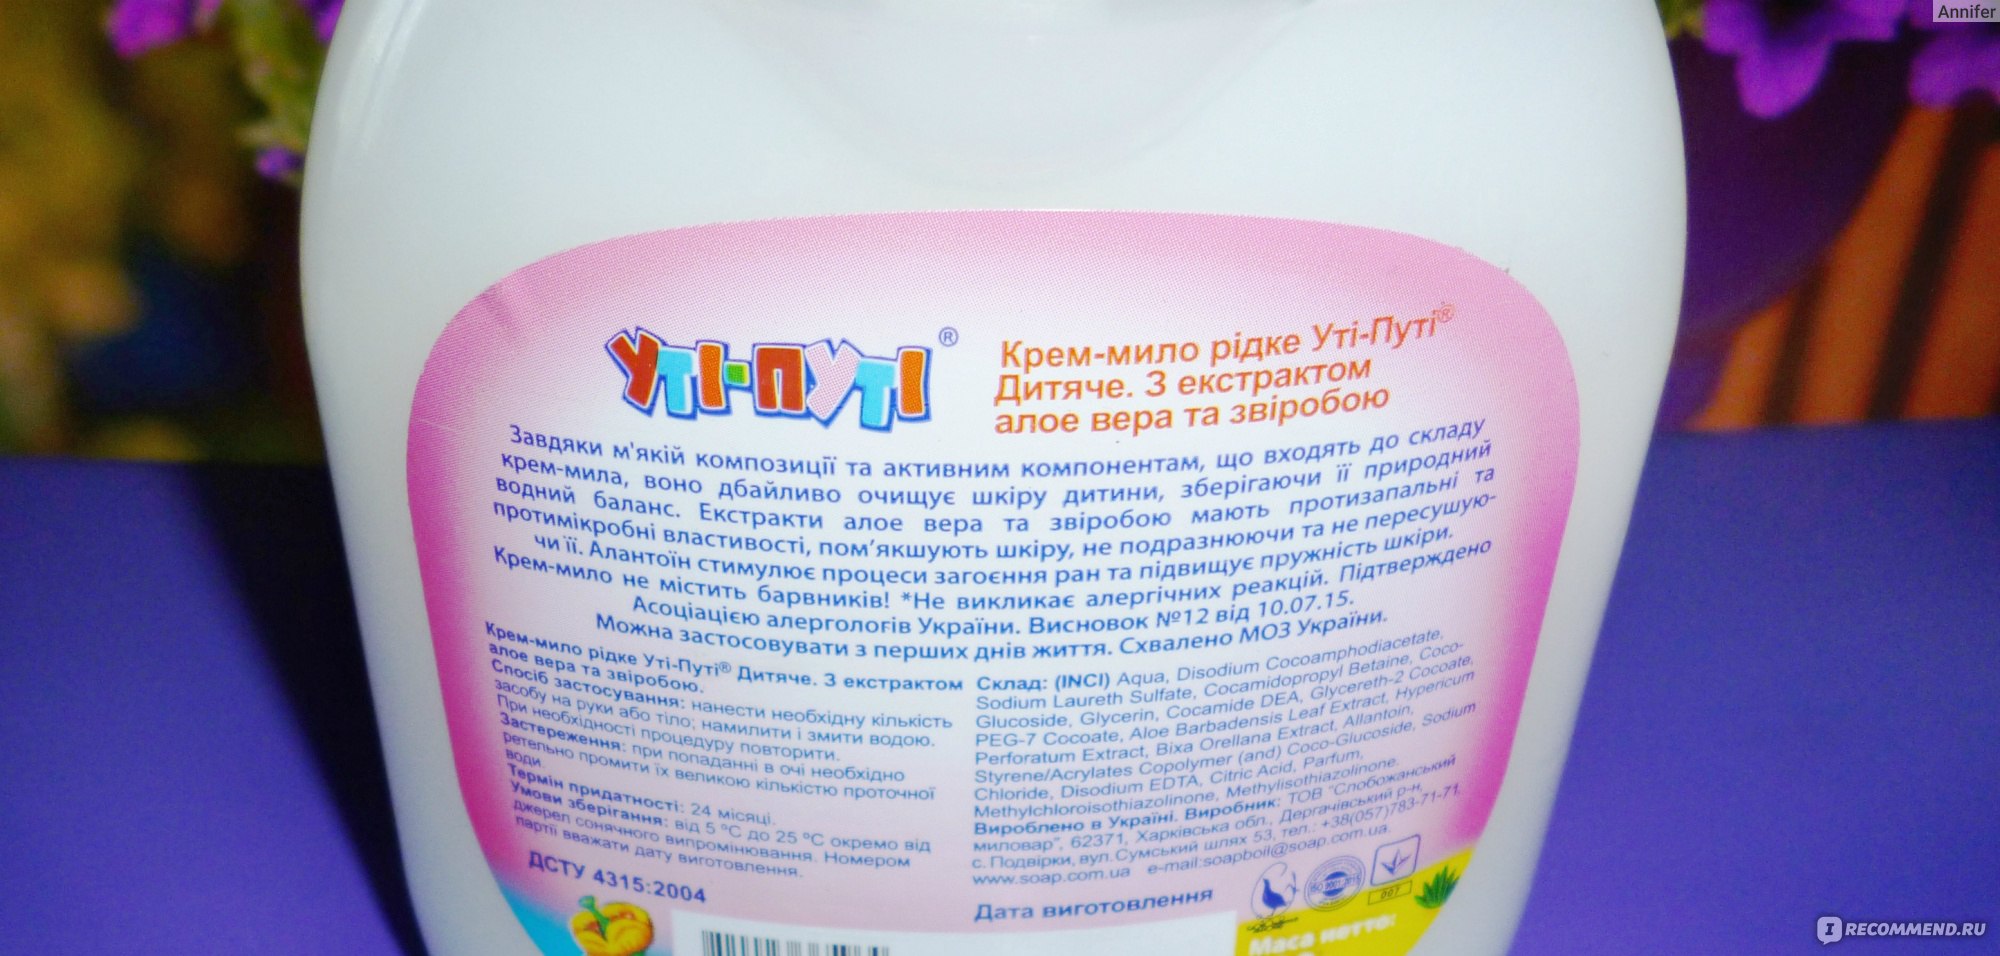 Annifer
УТІ-ПУТІ ®
Крем-мило рідке Уті-Путі®
Дитяче. З екстрактом
алое вера та звіробою
Завдяки м'якій композиції та активним компонентам, що входять до складу
крем-мила, воно дбайливо очищує шкіру дитини, зберігаючи її природний
водний баланс. Екстракти алое вера та звіробою мають протизапальні та
протимікробні властивості, пом’якшують шкіру, не подразнюючи та не пересушую-
чи її. Алантоїн стимулює процеси загоєння ран та підвищує пружність шкіри.
Крем-мило не містить барвників! *Не викликає алергічних реакцій. Підтверждено
Асоціацією алергологів України. Висновок №12 від 10.07.15.
Можна застосовувати з перших днів життя. Схвалено МОЗ України.
Крем-мило рідке Уті-Путі® Дитяче. З екстрактом
алое вера та звіробою.
Спосіб застосування: нанести необхідну кількість
засобу на руки або тіло; намилити і змити водою.
При необхідності процедуру повторити.
Застереження: при попаданні в очі необхідно
ретельно промити їх великою кількістю проточної
води.
Термін придатності: 24 місяці.
Умови зберігання: від 5 ºС до 25 ºС окремо від
джерел сонячного випромінювання. Номером
партії вважати дату виготовлення.
ДСТУ 4315:2004
Склад: (INCI) Aqua, Disodium Cocoamphodiacetate,
Sodium Laureth Sulfate, Cocamidopropyl Betaine, Coco-
Glucoside, Glycerin, Cocamide DEA, Glycereth-2 Cocoate,
PEG-7 Cocoate, Aloe Barbadensis Leaf Extract, Hypericum
Perforatum Extract, Bixa Orellana Extract, Allantoin,
Styrene/Acrylates Copolymer (and) Coco-Glucoside, Sodium
Chloride, Disodium EDTA, Citric Acid, Parfum,
Methylchloroisothiazolinone, Methylisothiazolinone.
Вироблено в Україні. Виробник: ТОВ "Слобожанський
миловар", 62371, Харківська обл., Дергачівський р-н,
с. Подвірки, вул. Сумський шлях 53, тел.: +38(057)783-71-71,
www.soap.com.ua e-mail:soapboil@soap.com.ua.
Дата виготовлення
007
Маса нетто:
IRECOMMEND.RU